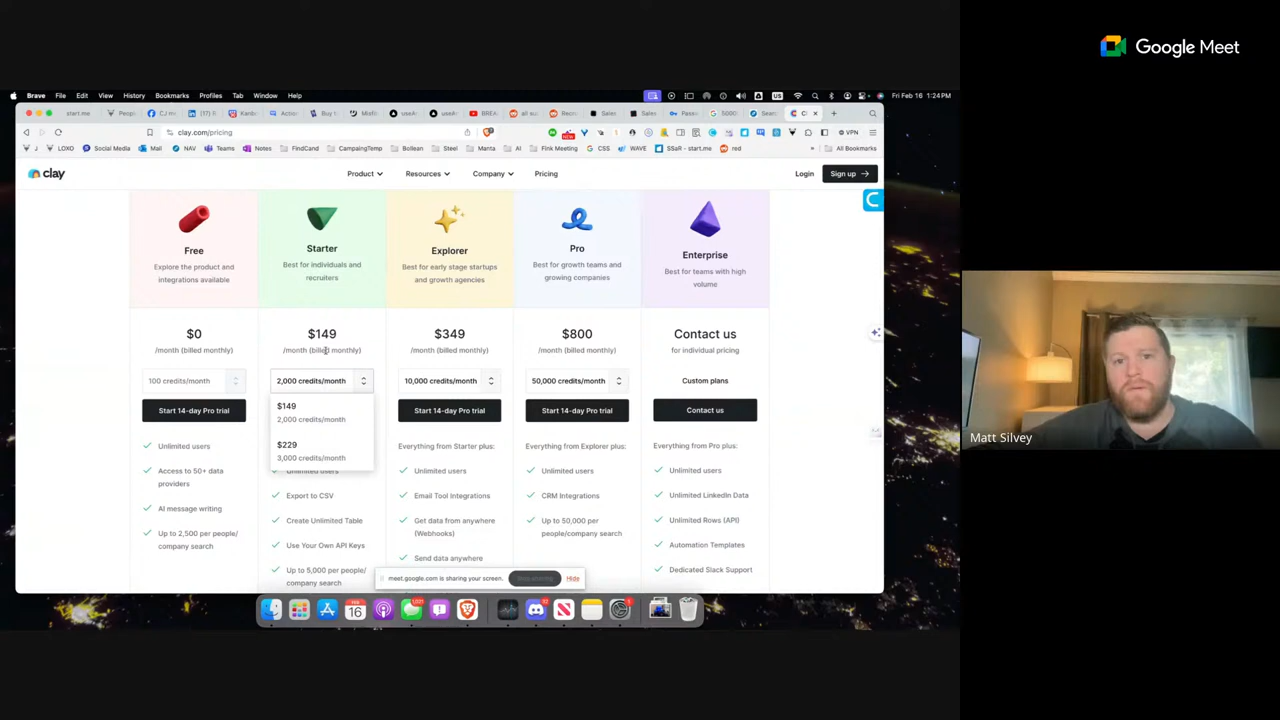 Google Meet
Brave File Edit View History Bookmarks Profiles Tab Window Help
Fri Feb 16 1:24 PM
start.me
clay.com/pricing
VPN
LOXO Social Media Mail NAV Teams Notes FindCand CampaingTemp Bollean Steel Manta AI Fink Meeting CSS WAVE SSaR - start.me red
All Bookmarks
clay
Product Resources Company Pricing
Login Sign up
Free
Explore the product and
integrations available
Starter
Best for individuals and
recruiters
Explorer
Best for early stage startups
and growth agencies
Pro
Best for growth teams and
growing companies
Enterprise
Best for teams with high
volume
$0
/month (billed monthly)
100 credits/month
Start 14-day Pro trial
Unlimited users
Access to 50+ data
providers
AI message writing
Up to 2,500 per people/
company search
$149
/month (billed monthly)
2,000 credits/month
$149
2,000 credits/month
$229
3,000 credits/month
Unlimited users
Export to CSV
Create Unlimited Table
Use Your Own API Keys
Up to 5,000 per people/
company search
$349
/month (billed monthly)
10,000 credits/month
Start 14-day Pro trial
Everything from Starter plus:
Unlimited users
Email Tool Integrations
Get data from anywhere
(Webhooks)
Send data anywhere
$800
/month (billed monthly)
50,000 credits/month
Start 14-day Pro trial
Everything from Explorer plus:
Unlimited users
CRM Integrations
Up to 50,000 per
people/company search
Contact us
for individual pricing
Custom plans
Contact us
Everything from Pro plus:
Unlimited users
Unlimited Linkedin Data
Unlimited Rows (API)
Automation Templates
Dedicated Slack Support
meet.google.com is sharing your screen.
Stop sharing
Hide
Matt Silvey